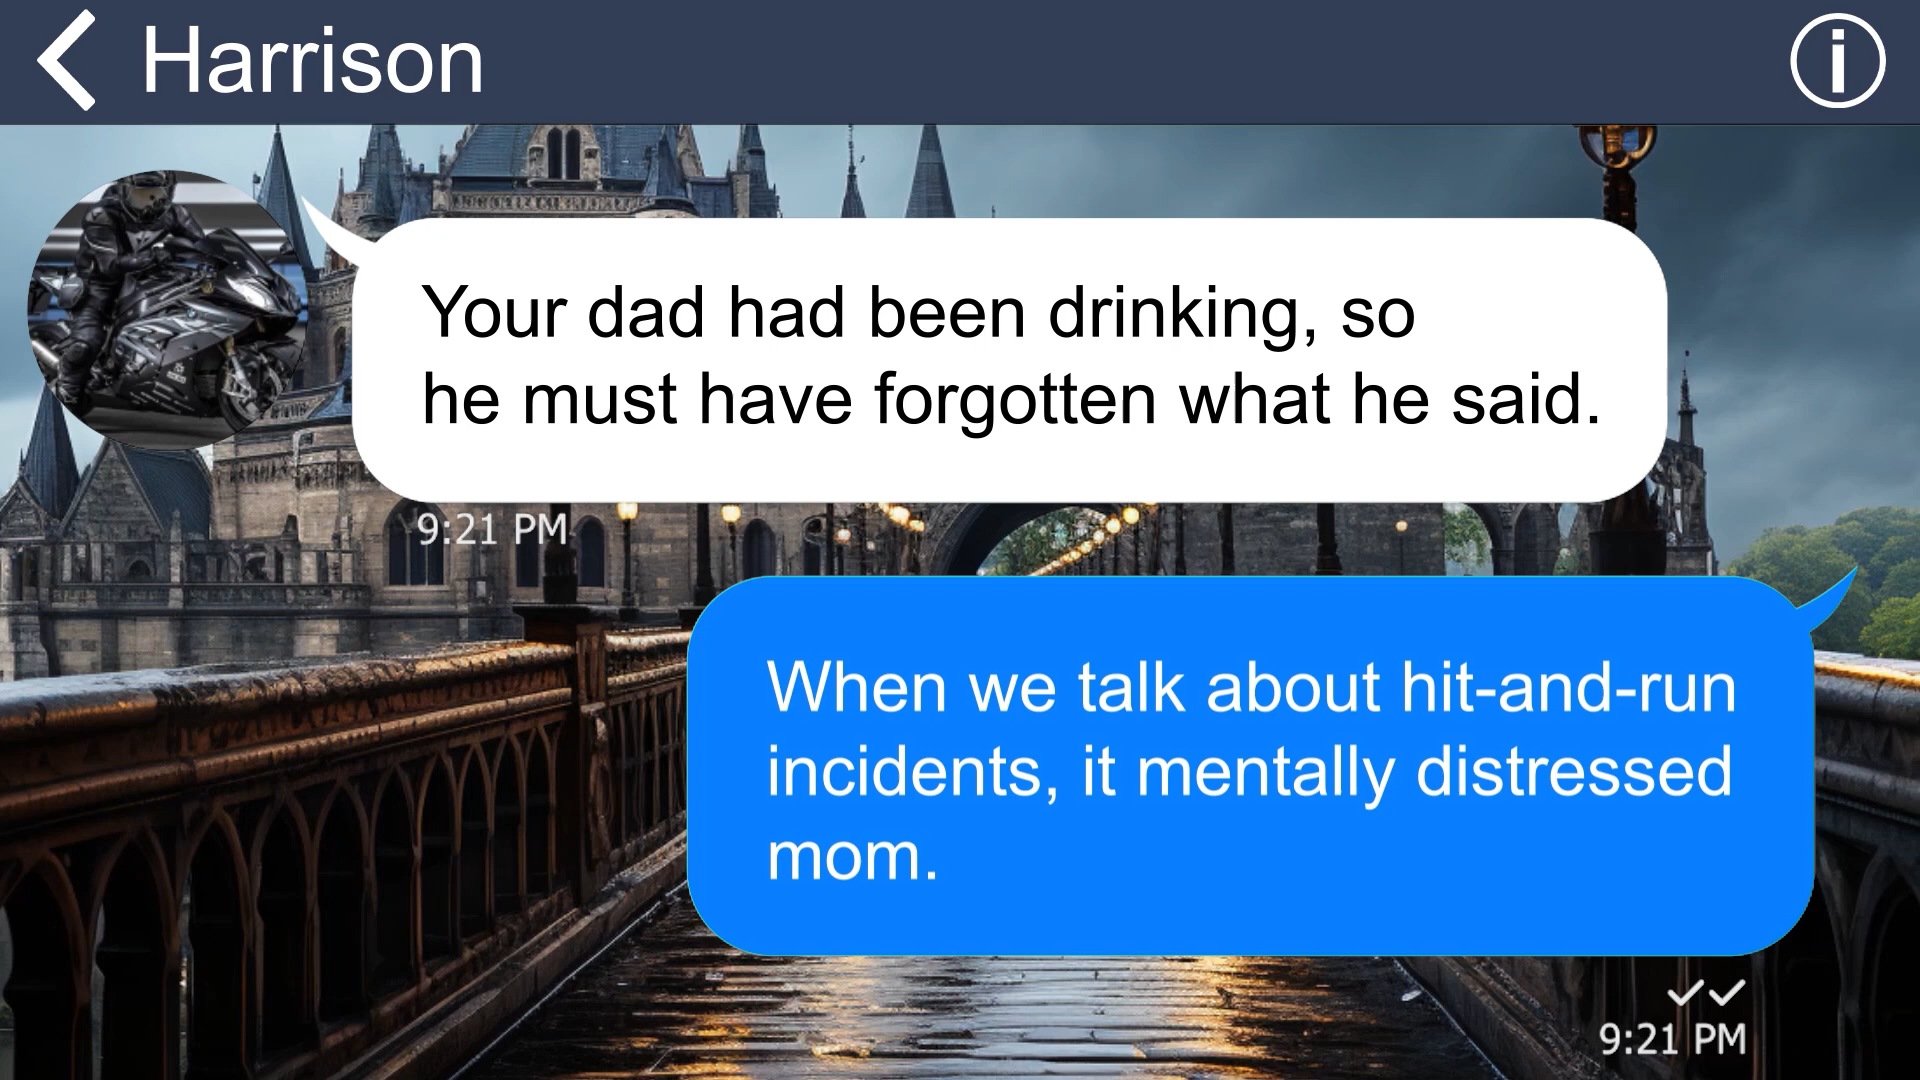 Harrison
Your dad had been drinking, so
he must have forgotten what he said.
9:21 PM
When we talk about hit-and-run
incidents, it mentally distressed
mom.
9:21 PM